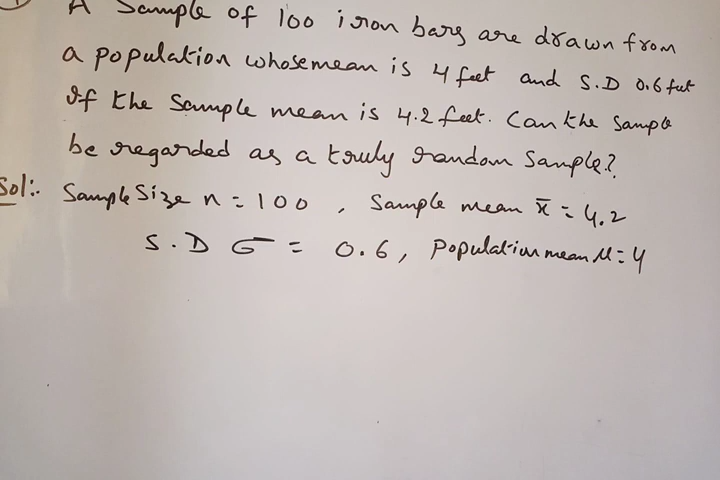 A Sample of 100 iron bars are drawn from
a population whose mean is 4 feet and S.D 0.6 feet
If the Sample mean is 4.2 feet. Can the Sample
be regarded as a truly random Sample?
Sol:- Sample Size n = 100 , Sample mean x̄ = 4.2
S.D σ = 0.6, Population mean μ = 4